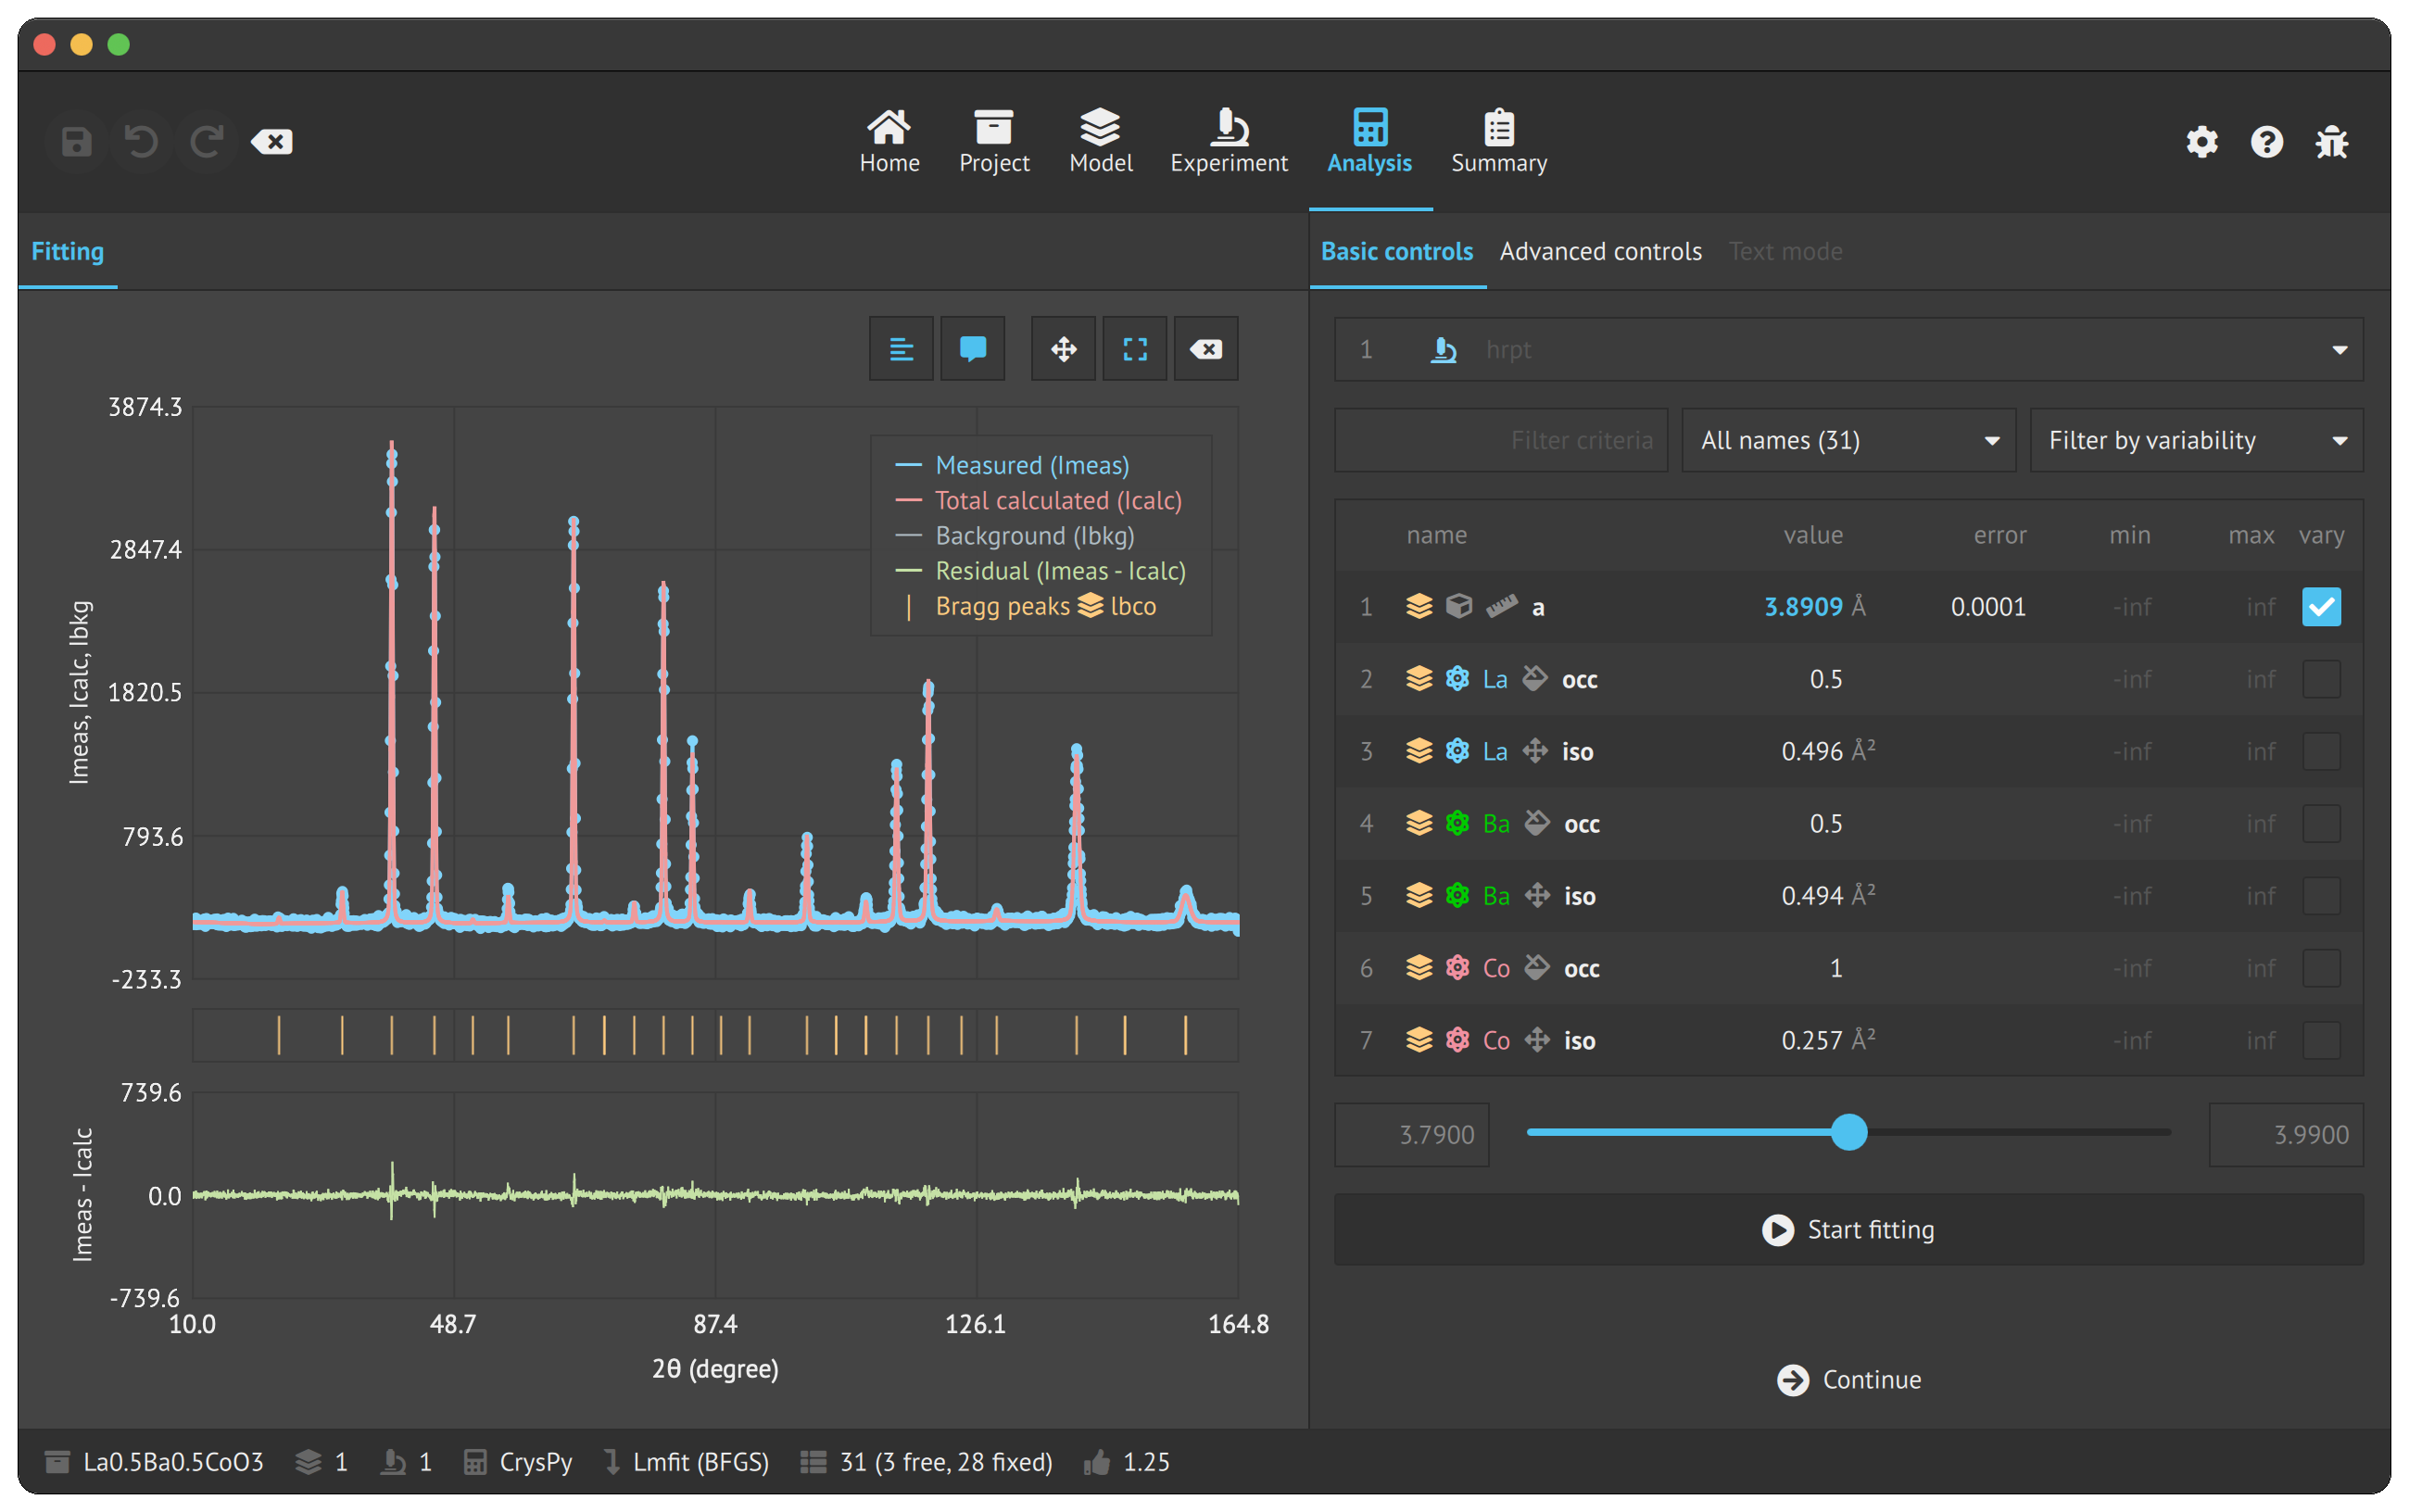 Home Project Model Experiment Analysis Summary
Fitting
Basic controls Advanced controls Text mode
1 hrpt
Filter criteria All names (31) Filter by variability
3874.3
2847.4
1820.5
793.6
-233.3
Imeas, Icalc, Ibkg
Measured (Imeas)
Total calculated (Icalc)
Background (Ibkg)
Residual (Imeas - Icalc)
Bragg peaks lbco
739.6
0.0
-739.6
Imeas - Icalc
10.0 48.7 87.4 126.1 164.8
2θ (degree)
name value error min max vary
1 a 3.8909 Å 0.0001 -inf inf
2 La occ 0.5 -inf inf
3 La iso 0.496 Å² -inf inf
4 Ba occ 0.5 -inf inf
5 Ba iso 0.494 Å² -inf inf
6 Co occ 1 -inf inf
7 Co iso 0.257 Å² -inf inf
3.7900 3.9900
Start fitting
Continue
La0.5Ba0.5CoO3 1 1 CrysPy Lmfit (BFGS) 31 (3 free, 28 fixed) 1.25